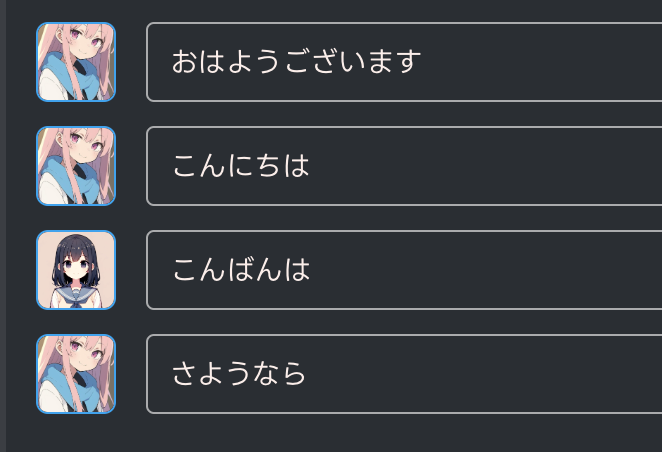 おはようございます
こんにちは
こんばんは
さようなら